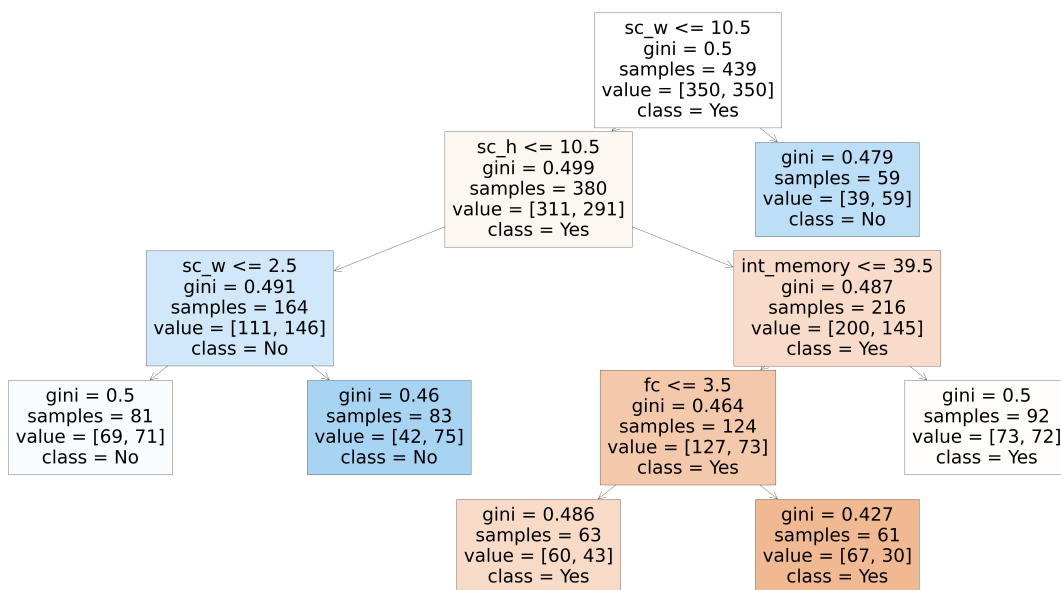 sc_w <= 10.5
gini = 0.5
samples = 439
value = [350, 350]
class = Yes
sc_h <= 10.5
gini = 0.499
samples = 380
value = [311, 291]
class = Yes
gini = 0.479
samples = 59
value = [39, 59]
class = No
sc_w <= 2.5
gini = 0.491
samples = 164
value = [111, 146]
class = No
int_memory <= 39.5
gini = 0.487
samples = 216
value = [200, 145]
class = Yes
gini = 0.5
samples = 81
value = [69, 71]
class = No
gini = 0.46
samples = 83
value = [42, 75]
class = No
fc <= 3.5
gini = 0.464
samples = 124
value = [127, 73]
class = Yes
gini = 0.5
samples = 92
value = [73, 72]
class = Yes
gini = 0.486
samples = 63
value = [60, 43]
class = Yes
gini = 0.427
samples = 61
value = [67, 30]
class = Yes